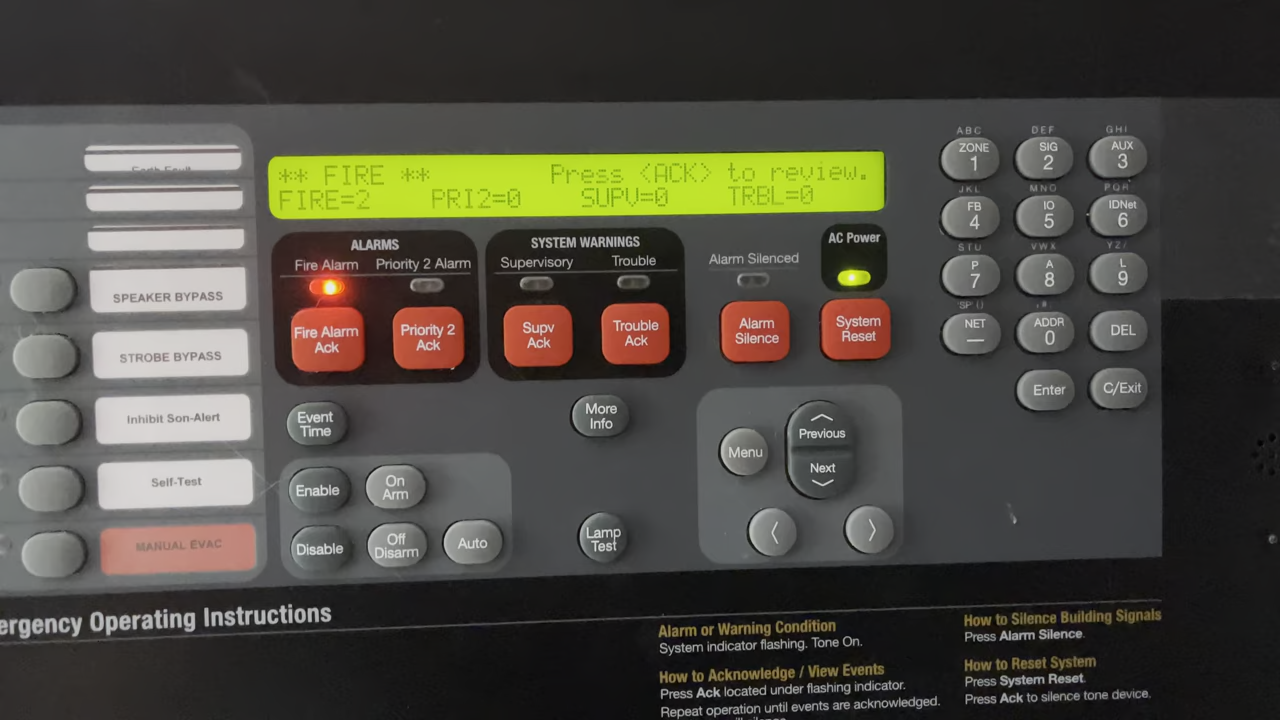 ** FIRE ** Press <ACK> to review.
FIRE=2 PRI2=0 SUPV=0 TRBL=0
Earth Fault
SPEAKER BYPASS
STROBE BYPASS
Inhibit Son-Alert
Self-Test
MANUAL EVAC
ALARMS
Fire Alarm Priority 2 Alarm
Fire Alarm
Ack
Priority 2
Ack
SYSTEM WARNINGS
Supervisory Trouble
Supv
Ack
Trouble
Ack
Alarm Silenced
Alarm
Silence
AC Power
System
Reset
Event
Time
More
Info
Enable
On
Arm
Disable
Off
Disarm
Auto
Lamp
Test
Menu
Previous
Next
ABC DEF GHI
ZONE
1
SIG
2
AUX
3
JKL MNO PQR
FB
4
IO
5
IDNet
6
STU VWX YZ/
P
7
A
8
L
9
SP () ,#
NET
—
ADDR
0
DEL
Enter
C/Exit
ergency Operating Instructions
Alarm or Warning Condition
System indicator flashing. Tone On.
How to Acknowledge / View Events
Press Ack located under flashing indicator.
Repeat operation until events are acknowledged.
How to Silence Building Signals
Press Alarm Silence.
How to Reset System
Press System Reset.
Press Ack to silence tone device.